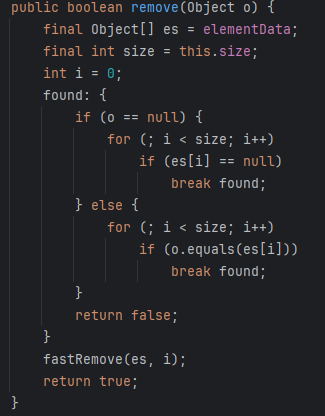 public boolean remove(Object o) {
    final Object[] es = elementData;
    final int size = this.size;
    int i = 0;
    found: {
        if (o == null) {
            for (; i < size; i++)
                if (es[i] == null)
                    break found;
        } else {
            for (; i < size; i++)
                if (o.equals(es[i]))
                    break found;
        }
        return false;
    }
    fastRemove(es, i);
    return true;
}